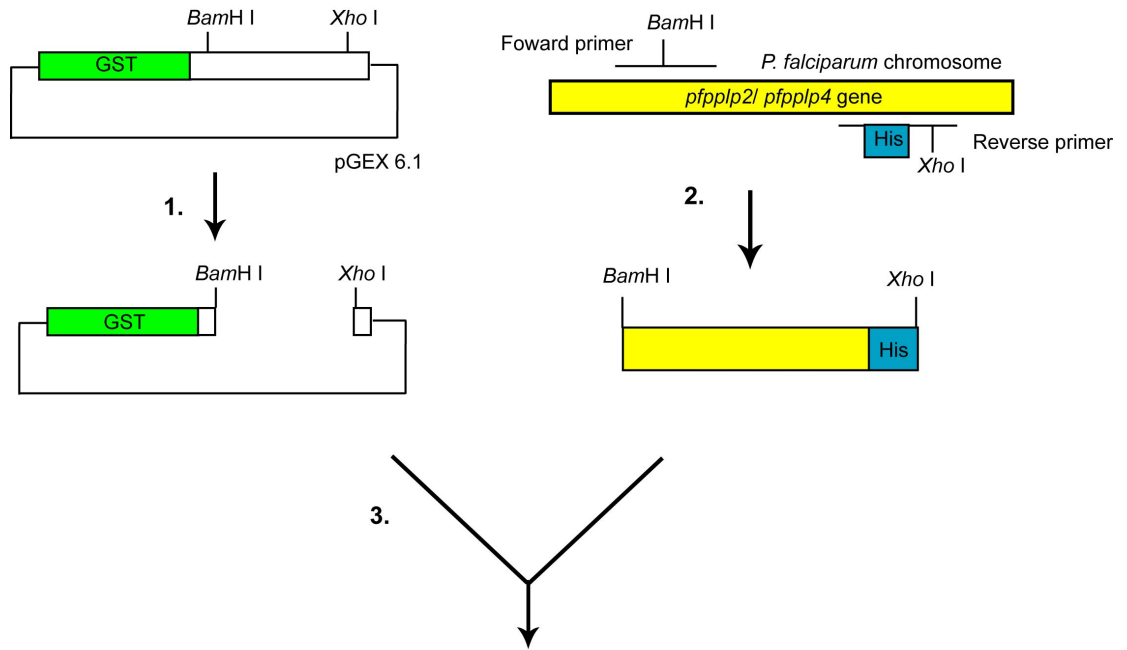 BamH I
Xho I
GST
pGEX 6.1
1.
BamH I
Xho I
GST
BamH I
Foward primer
P. falciparum chromosome
pfpplp2/ pfpplp4 gene
His
Reverse primer
Xho I
2.
BamH I
Xho I
His
3.